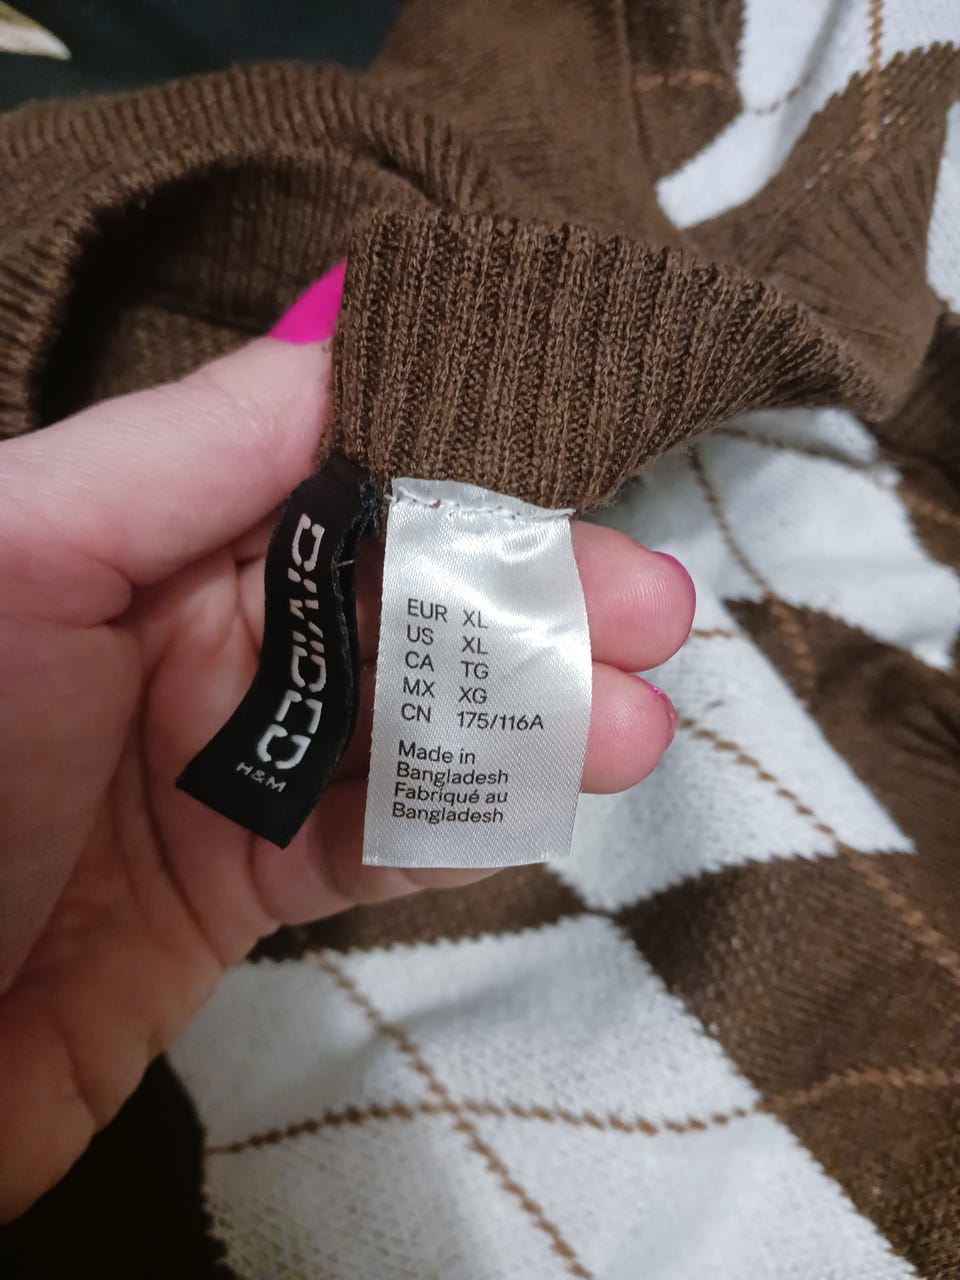 DIVIDED
H&M
EUR XL
US XL
CA TG
MX XG
CN 175/116A
Made in
Bangladesh
Fabriqué au
Bangladesh